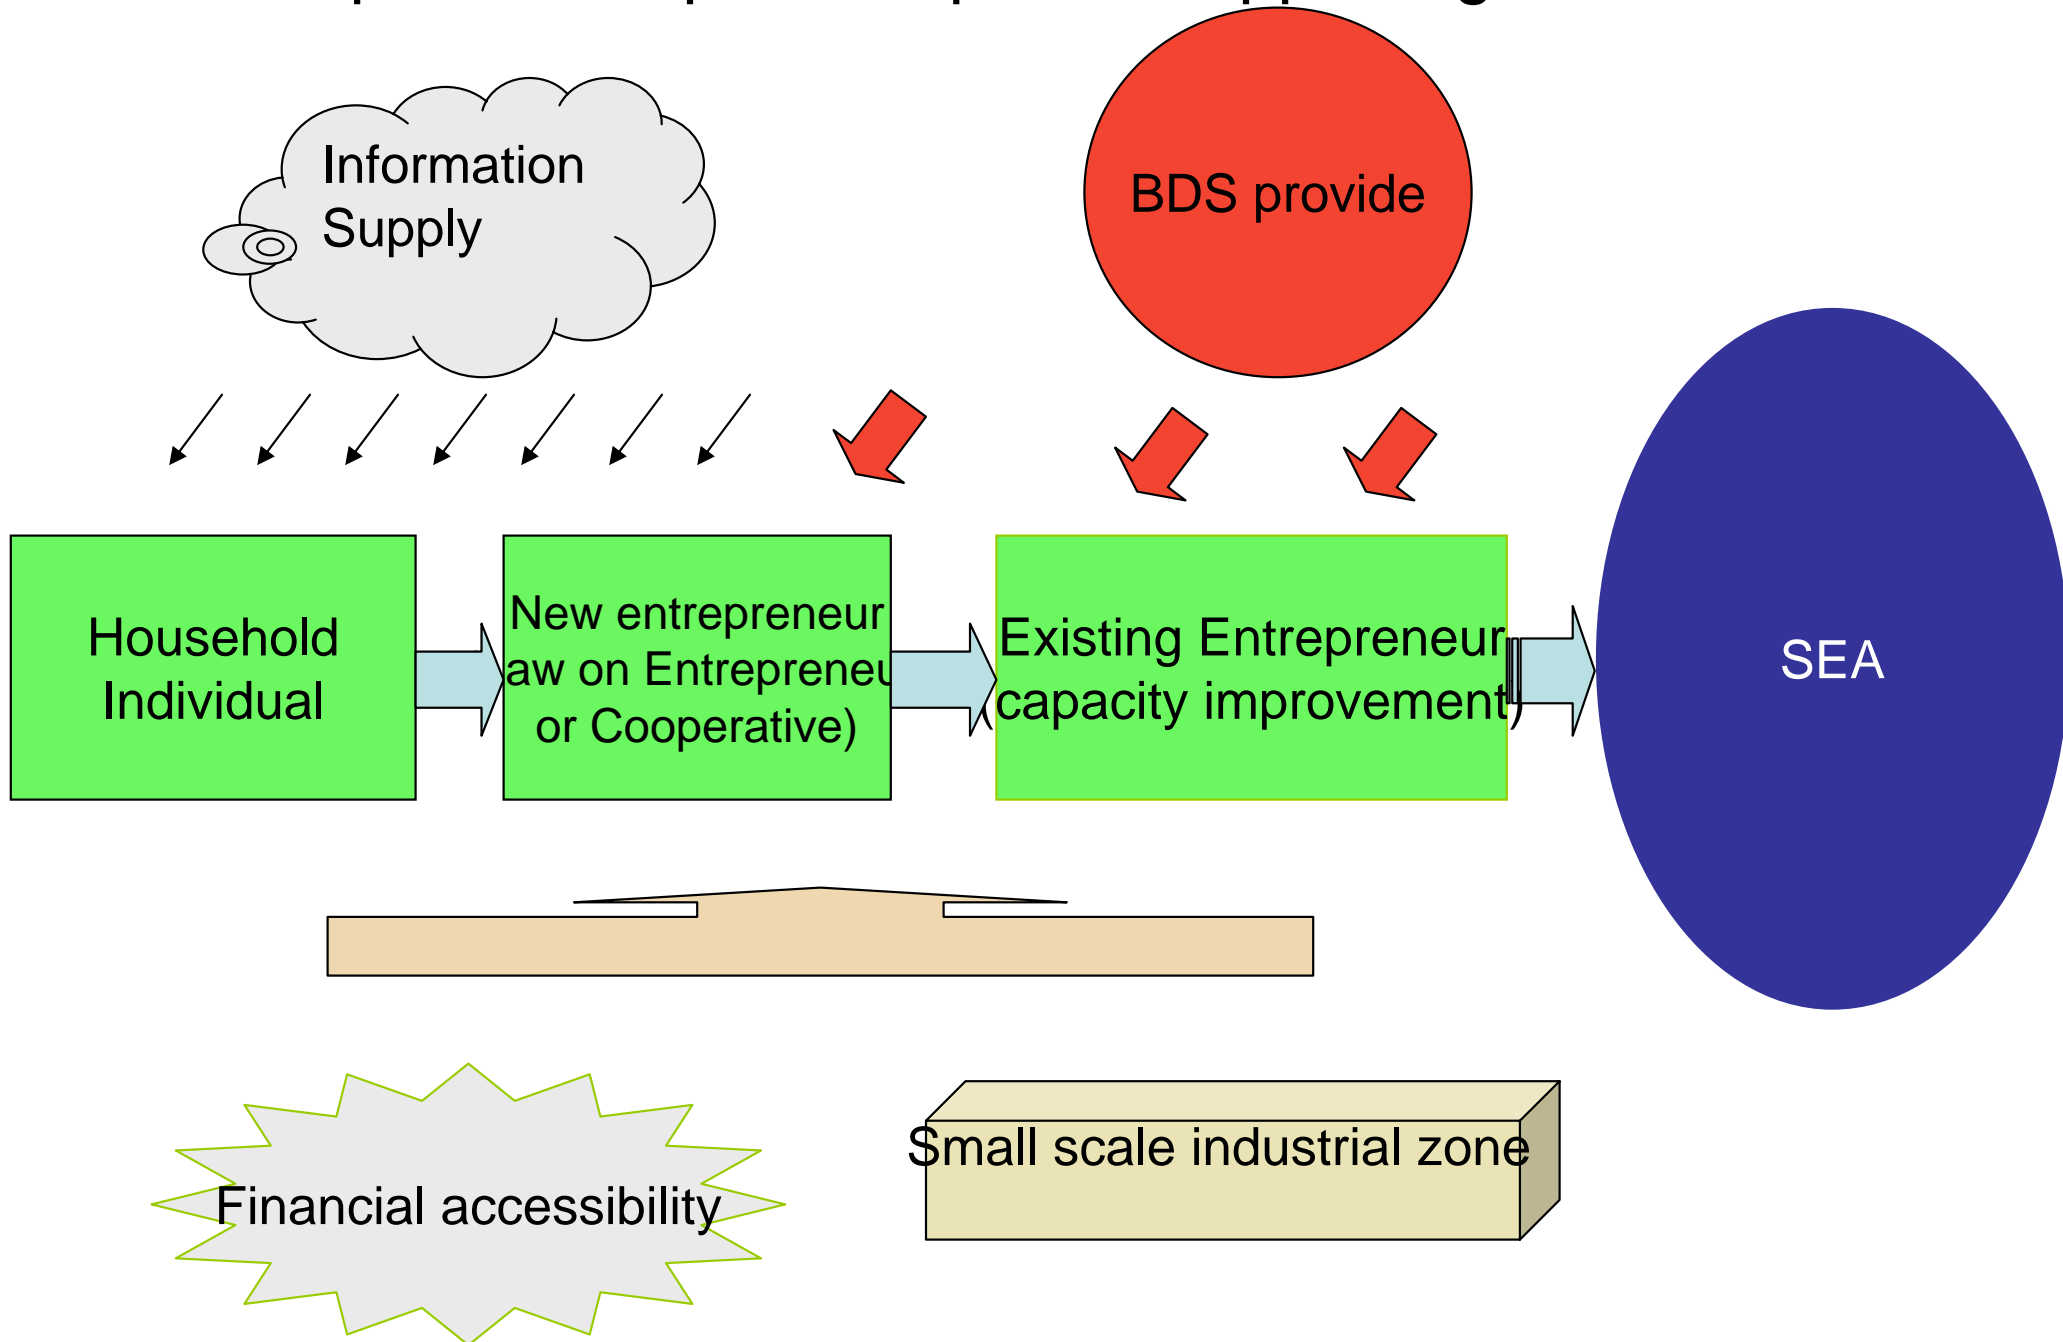 Information
Supply
BDS provide
Household
Individual
New entrepreneur
aw on Entrepreneu
or Cooperative)
Existing Entrepreneur
(capacity improvement)
SEA
Small scale industrial zone
Financial accessibility